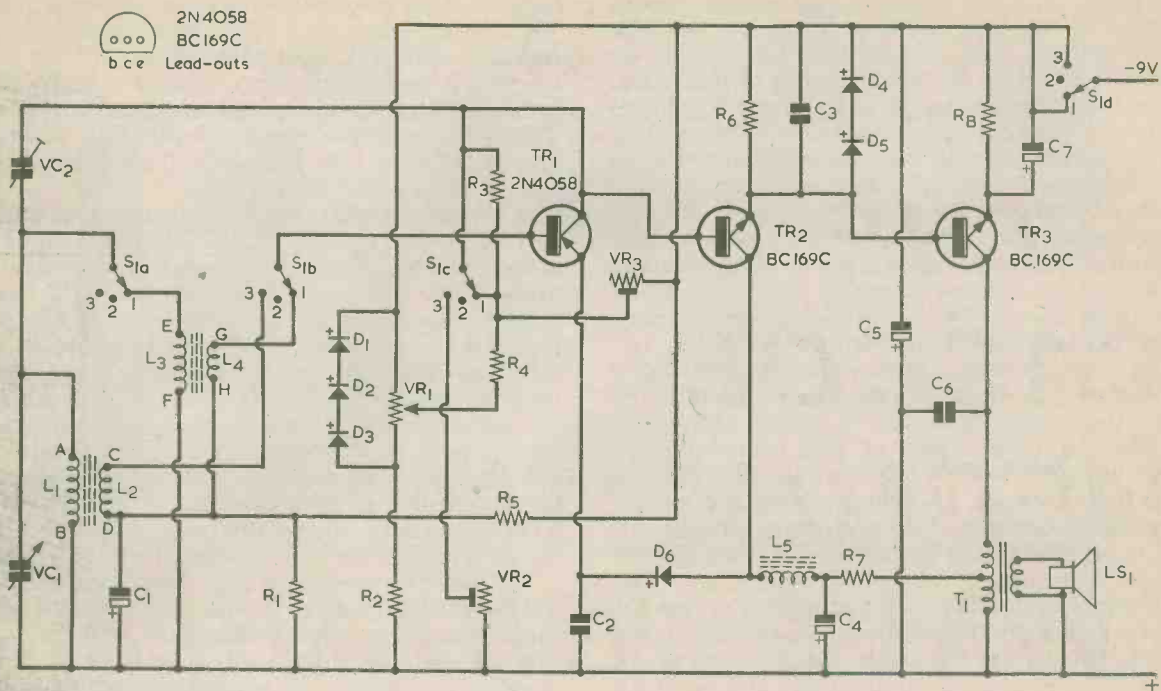 2N4058
BC169C
b c e Lead-outs
3
2
1
-9V
S1d
VC2
R3
TR1
2N4058
R6
C3
D4
D5
R8
C7
S1a
3 2 1
S1b
3 2 1
S1c
3 2 1
VR3
TR2
BC169C
TR3
BC169C
E
L3
F
G
L4
H
D1
D2
D3
VR1
R4
C5
C6
A
L1
B
C
L2
D
R5
D6
L5
R7
VC1
C1
R1
R2
VR2
C2
C4
T1
LS1
+